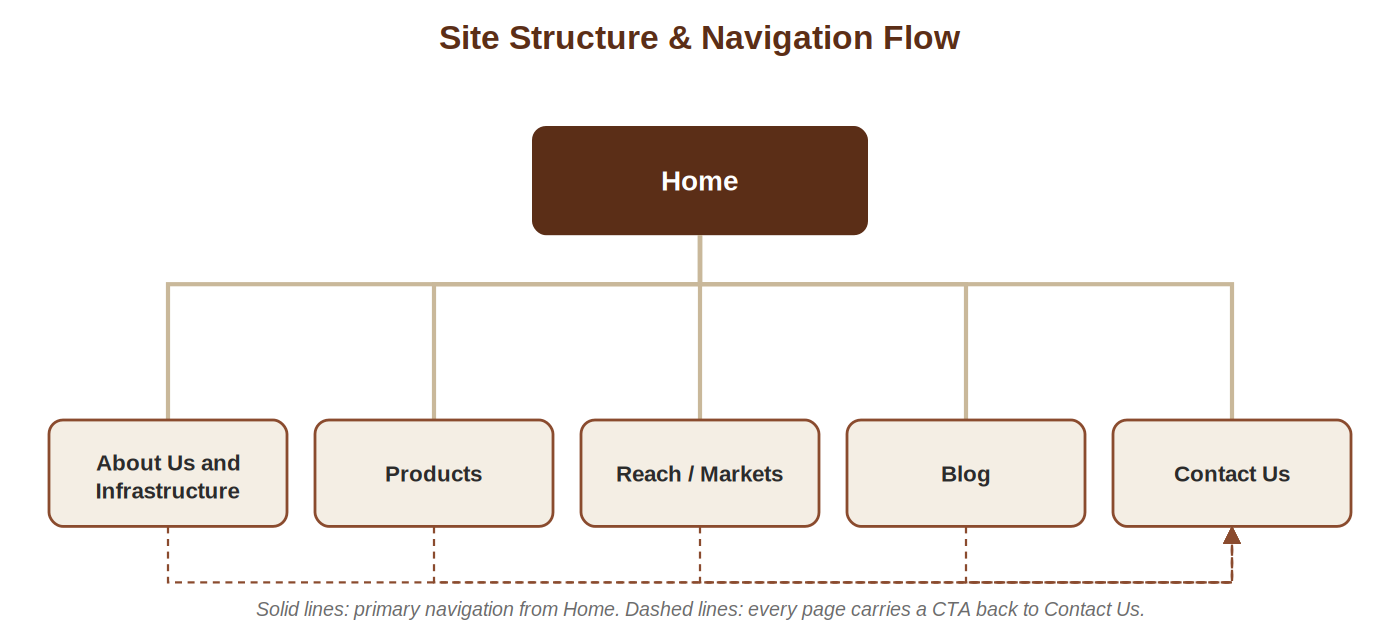 Site Structure & Navigation Flow
Home
About Us and
Infrastructure
Products
Reach / Markets
Blog
Contact Us
Solid lines: primary navigation from Home. Dashed lines: every page carries a CTA back to Contact Us.